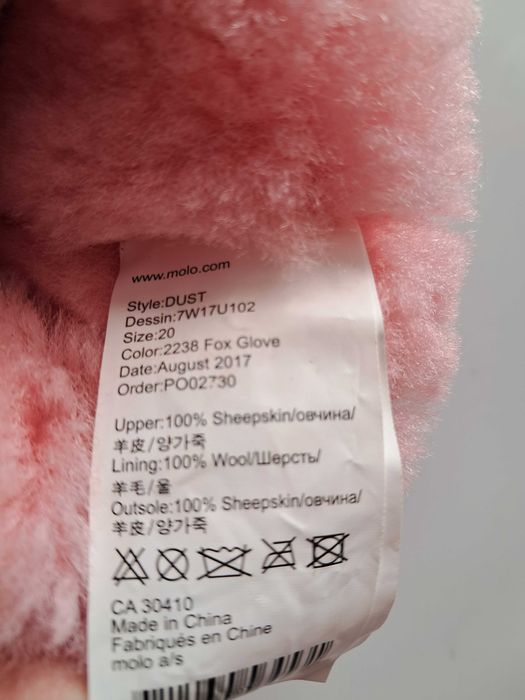 www.molo.com
Style:DUST
Dessin:7W17U102
Size:20
Color:2238 Fox Glove
Date:August 2017
Order:PO02730
Upper:100% Sheepskin/овчина/
羊皮/양가죽
Lining:100% Wool/Шерсть/
羊毛/울
Outsole:100% Sheepskin/овчина/
羊皮/양가죽
CA 30410
Made in China
Fabriqués en Chine
molo a/s